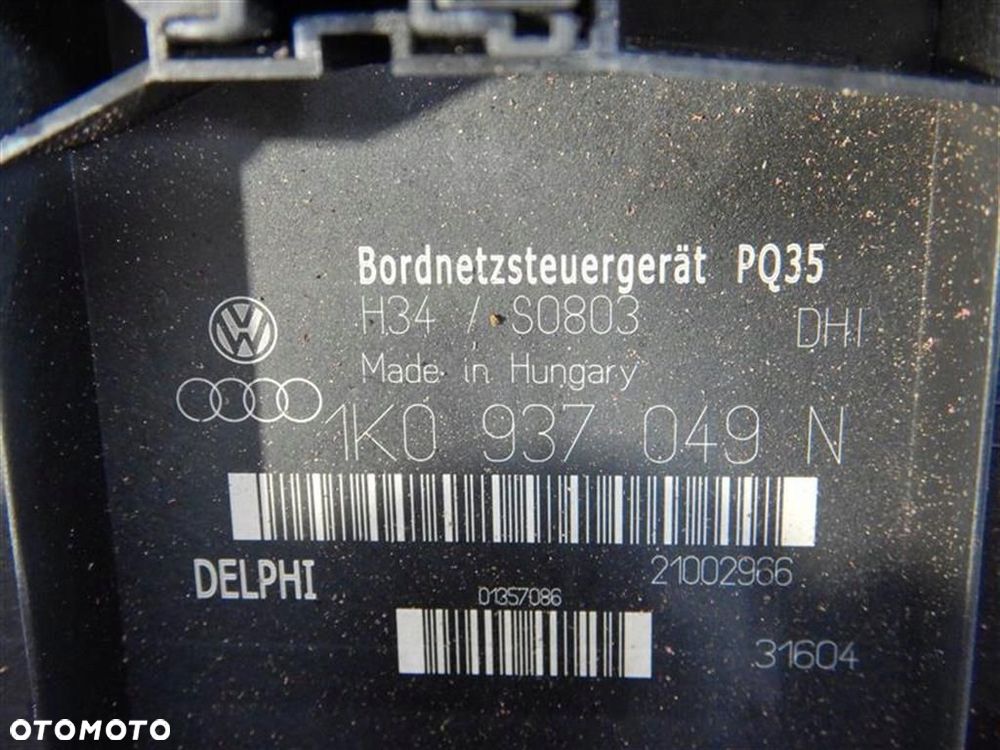 Bordnetzsteuergerät PQ35
H34 / S0803 DHI
Made in Hungary
1K0 937 049 N
DELPHI 21002966
01357086
31604
OTOMOTO